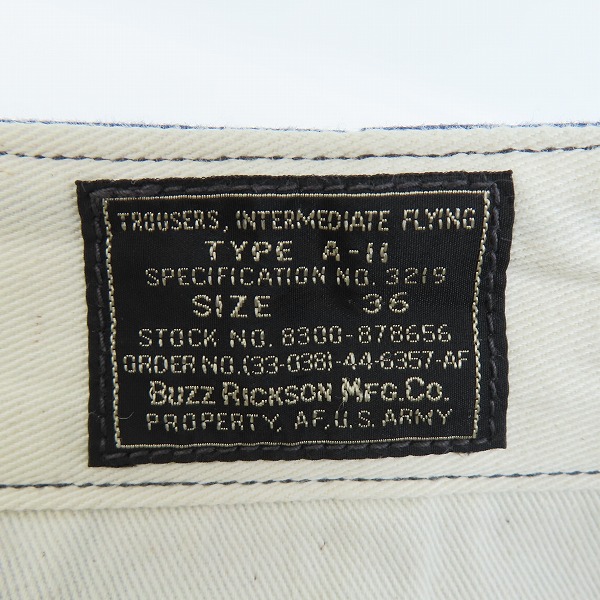 TROUSERS, INTERMEDIATE FLYING
TYPE A-11
SPECIFICATION NO. 3219
SIZE 36
STOCK NO. 8300-878656
ORDER NO.(33-038)-44-6357-AF
BUZZ RICKSON MFG.CO.
PROPERTY, AF, U.S. ARMY